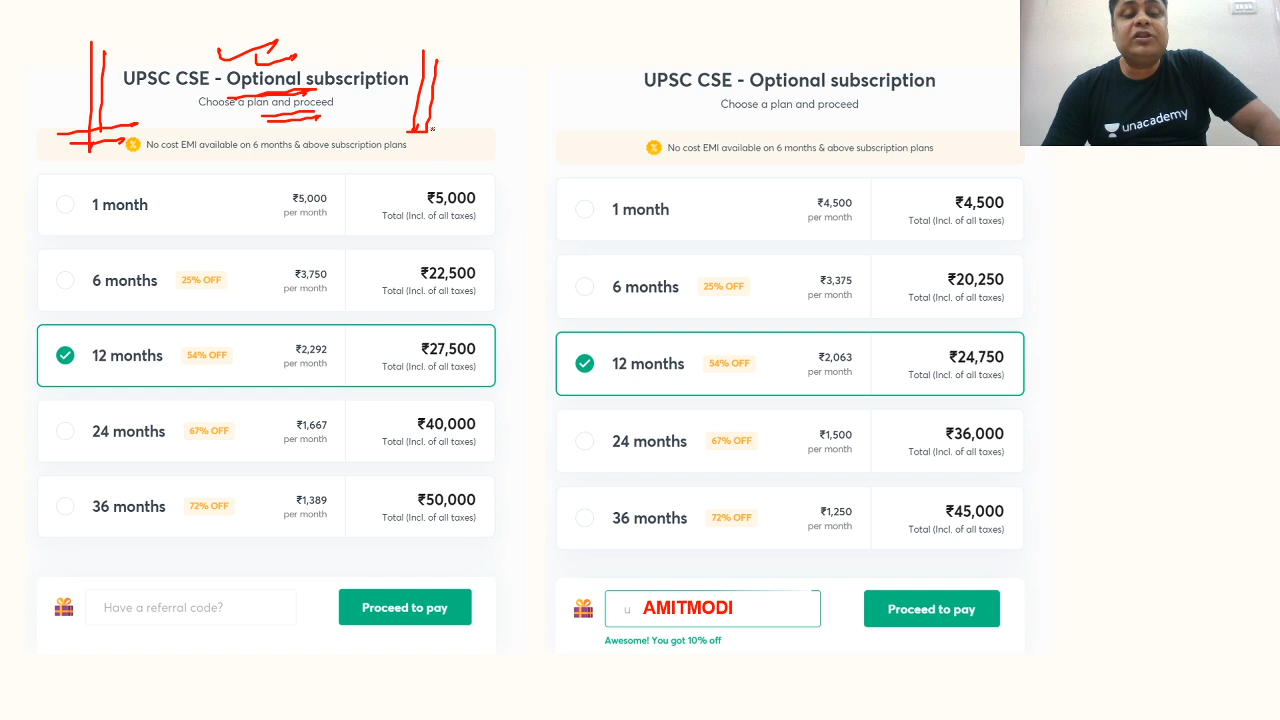 UPSC CSE - Optional subscription
Choose a plan and proceed
No cost EMI available on 6 months & above subscription plans
1 month
₹5,000
per month
₹5,000
Total (Incl. of all taxes)
6 months
25% OFF
₹3,750
per month
₹22,500
Total (Incl. of all taxes)
12 months
54% OFF
₹2,292
per month
₹27,500
Total (Incl. of all taxes)
24 months
67% OFF
₹1,667
per month
₹40,000
Total (Incl. of all taxes)
36 months
72% OFF
₹1,389
per month
₹50,000
Total (Incl. of all taxes)
Have a referral code?
Proceed to pay
UPSC CSE - Optional subscription
Choose a plan and proceed
No cost EMI available on 6 months & above subscription plans
1 month
₹4,500
per month
₹4,500
Total (Incl. of all taxes)
6 months
25% OFF
₹3,375
per month
₹20,250
Total (Incl. of all taxes)
12 months
54% OFF
₹2,063
per month
₹24,750
Total (Incl. of all taxes)
24 months
67% OFF
₹1,500
per month
₹36,000
Total (Incl. of all taxes)
36 months
72% OFF
₹1,250
per month
₹45,000
Total (Incl. of all taxes)
u AMITMODI
Proceed to pay
Awesome! You got 10% off
unacademy